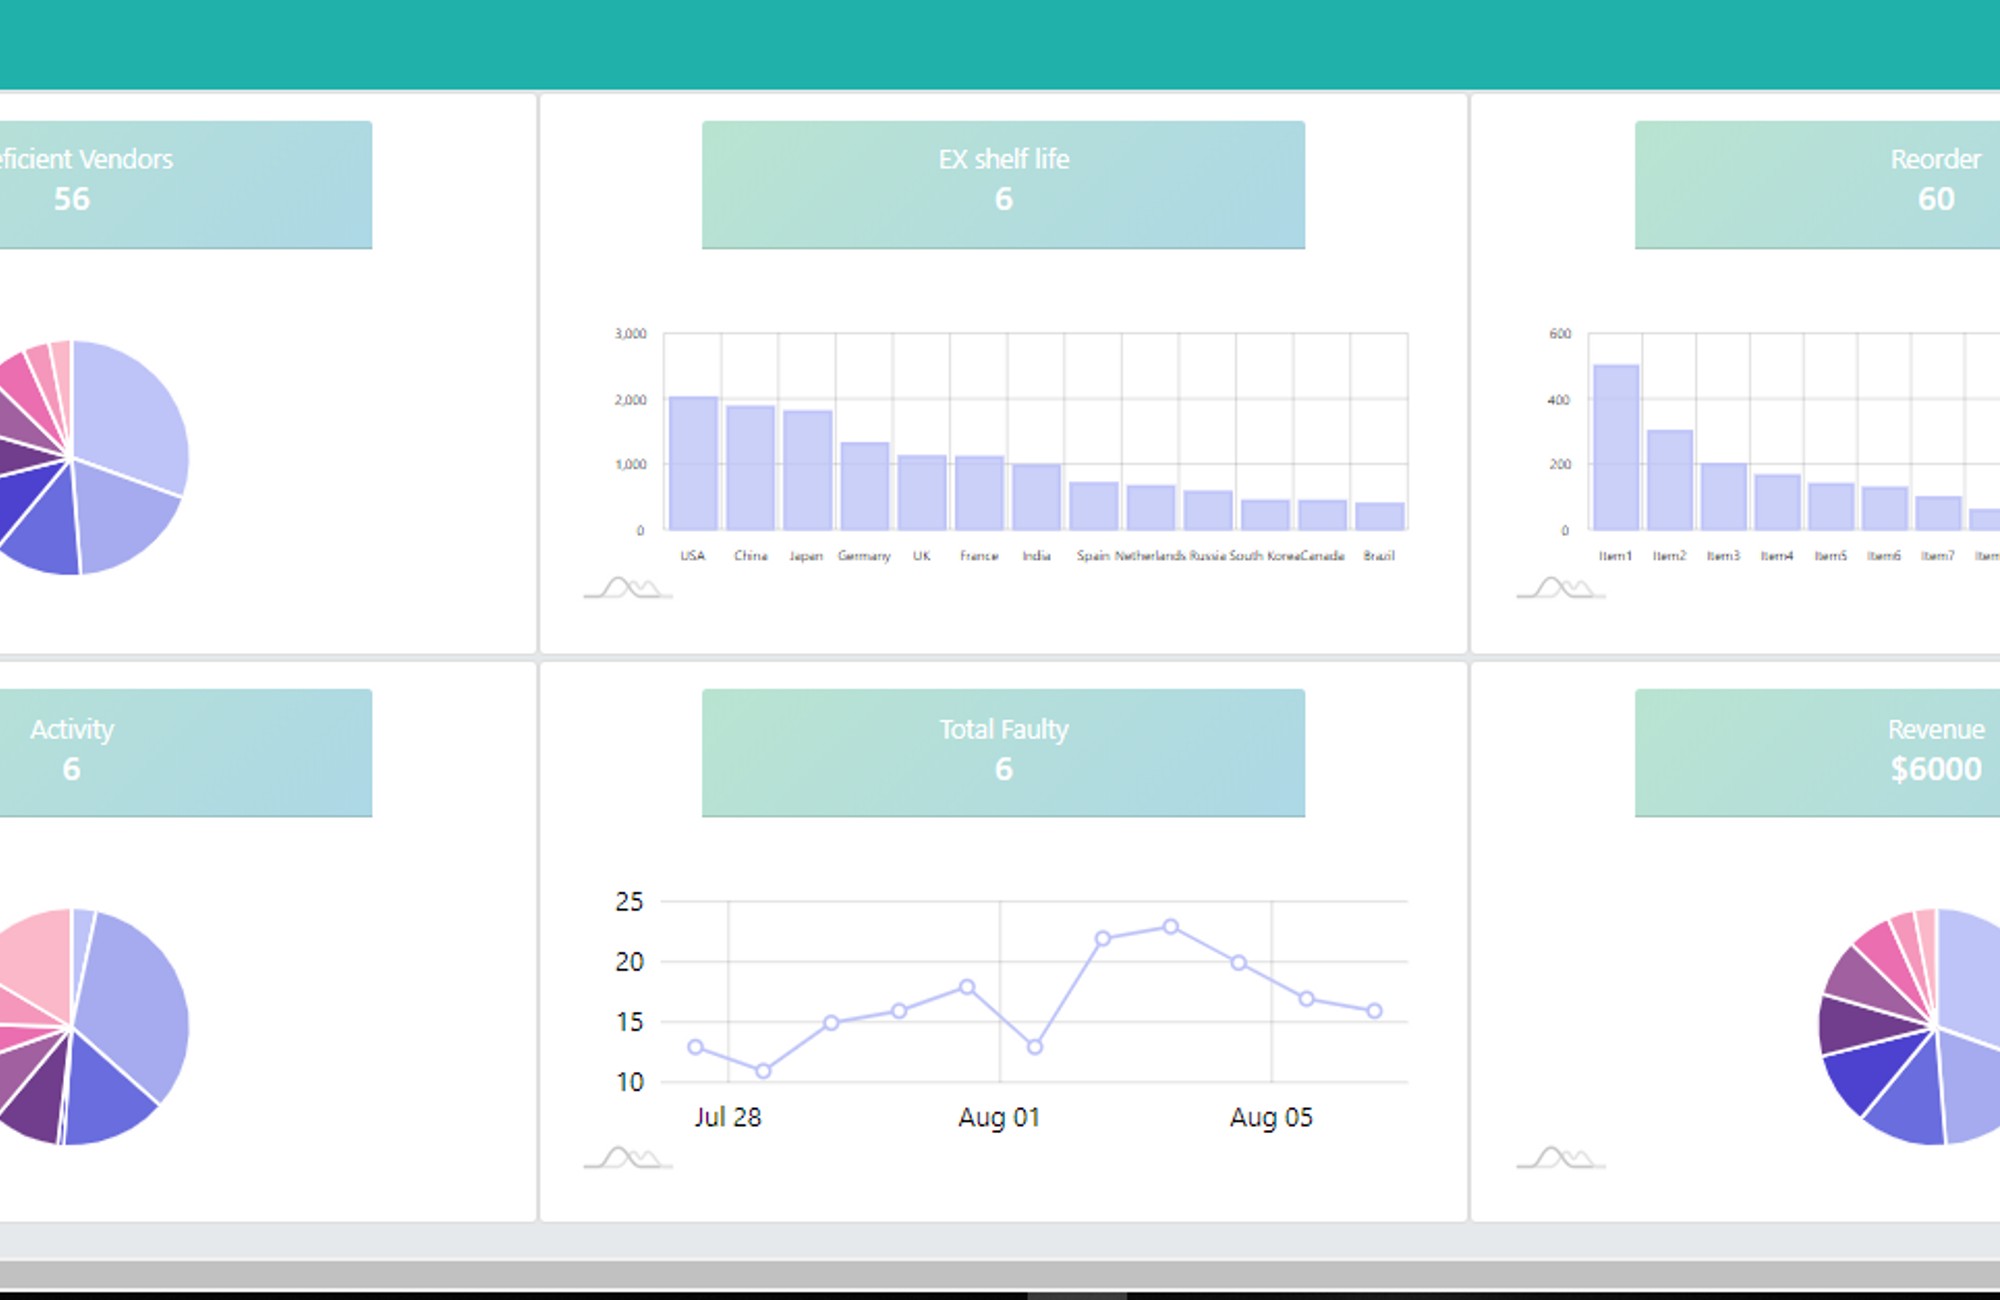 eficient Vendors
56
EX shelf life
6
Reorder
60
3,000
2,000
1,000
0
USA China Japan Germany UK France India Spain Netherlands Russia South Korea Canada Brazil
600
400
200
0
Item1 Item2 Item3 Item4 Item5 Item6 Item7 Item
Activity
6
Total Faulty
6
Revenue
$6000
25
20
15
10
Jul 28 Aug 01 Aug 05